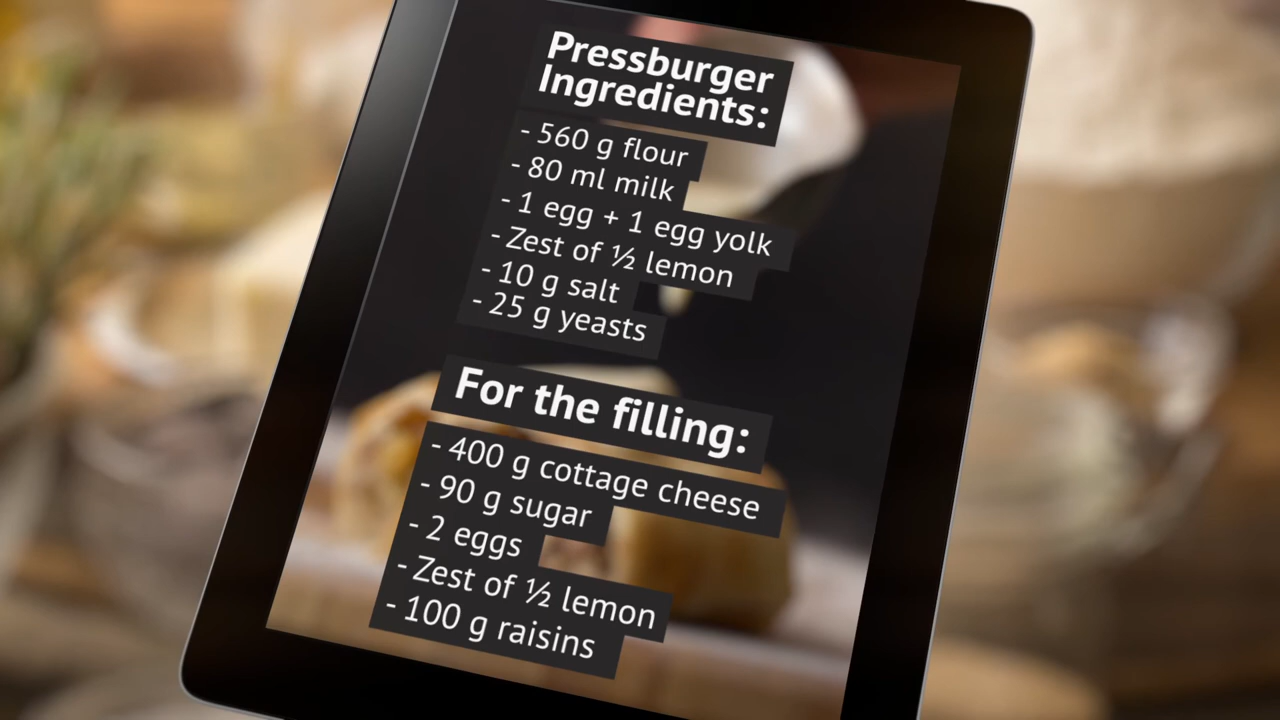 Pressburger
Ingredients:
- 560 g flour
- 80 ml milk
- 1 egg + 1 egg yolk
- Zest of ½ lemon
- 10 g salt
- 25 g yeasts
For the filling:
- 400 g cottage cheese
- 90 g sugar
- 2 eggs
- Zest of ½ lemon
- 100 g raisins